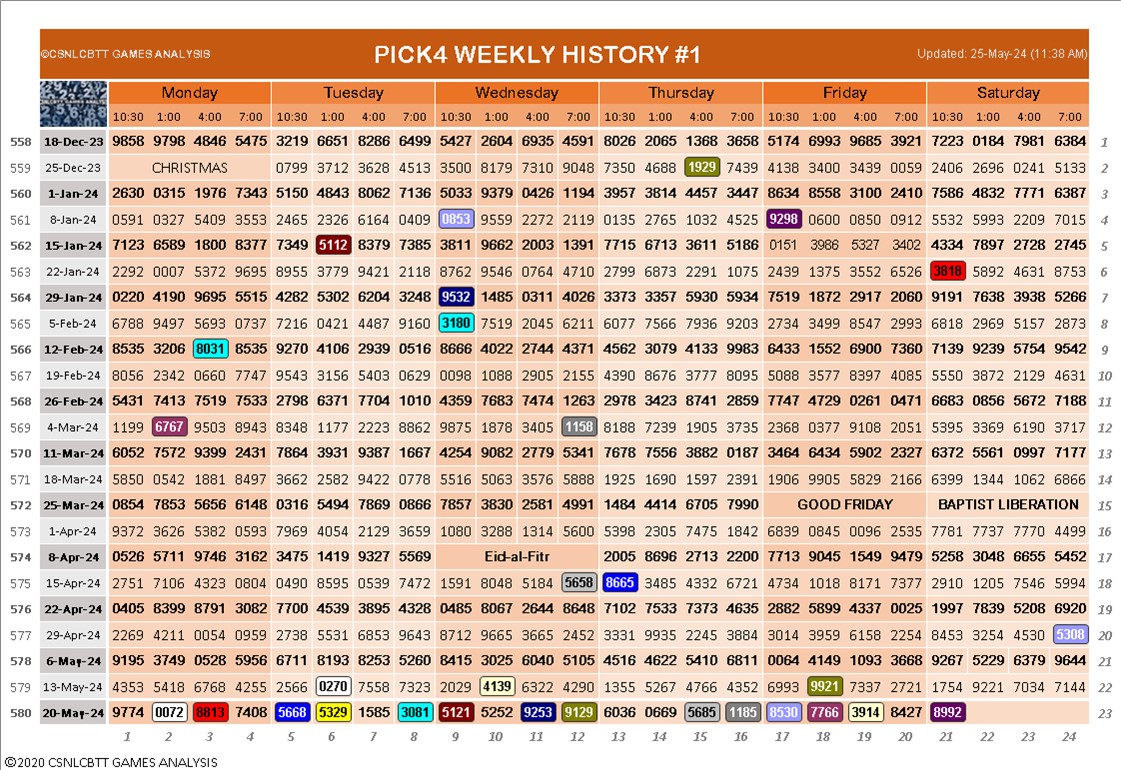 ©CSNLCBTT GAMES ANALYSIS PICK4 WEEKLY HISTORY #1 Updated: 25-May-24 (11:38 AM)
Monday Tuesday Wednesday Thursday Friday Saturday
10:30 1:00 4:00 7:00 10:30 1:00 4:00 7:00 10:30 1:00 4:00 7:00 10:30 1:00 4:00 7:00 10:30 1:00 4:00 7:00 10:30 1:00 4:00 7:00
558 18-Dec-23 9858 9798 4846 5475 3219 6651 8286 6499 5427 2604 6935 4591 8026 2065 1368 3658 5174 6993 9685 3921 7223 0184 7981 6384 1
559 25-Dec-23 CHRISTMAS 0799 3712 3628 4513 3500 8179 7310 9048 7350 4688 1929 7439 4138 3400 3439 0059 2406 2696 0241 5133 2
560 1-Jan-24 2630 0315 1976 7343 5150 4843 8062 7136 5033 9379 0426 1194 3957 3814 4457 3447 8634 8558 3100 2410 7586 4832 7771 6387 3
561 8-Jan-24 0591 0327 5409 3553 2465 2326 6164 0409 0853 9559 2272 2119 0135 2765 1032 4525 9298 0600 0850 0912 5532 5993 2209 7015 4
562 15-Jan-24 7123 6589 1800 8377 7349 5112 8379 7385 3811 9662 2003 1391 7715 6713 3611 5186 0151 3986 5327 3402 4334 7897 2728 2745 5
563 22-Jan-24 2292 0007 5372 9695 8955 3779 9421 2118 8762 9546 0764 4710 2799 6873 2291 1075 2439 1375 3552 6526 3818 5892 4631 8753 6
564 29-Jan-24 0220 4190 9695 5515 4282 5302 6204 3248 9532 1485 0311 4026 3373 3357 5930 5934 7519 1872 2917 2060 9191 7638 3938 5266 7
565 5-Feb-24 6788 9497 5693 0737 7216 0421 4487 9160 3180 7519 2045 6211 6077 7566 7936 9203 2734 3499 8547 2993 6818 2969 5157 2873 8
566 12-Feb-24 8535 3206 8031 8535 9270 4106 2939 0516 8666 4022 2744 4371 4562 3079 4133 9983 6433 1552 6900 7360 7139 9239 5754 9542 9
567 19-Feb-24 8056 2342 0660 7747 9543 3156 5403 0629 0098 1088 2905 2155 4390 8676 3777 8095 5088 3577 8397 4085 5550 3872 2129 4631 10
568 26-Feb-24 5431 7413 7519 7533 2798 6371 7704 1010 4359 7683 7474 1263 2978 3423 8741 2859 7747 4729 0261 0471 6683 0856 5672 7188 11
569 4-Mar-24 1199 6767 9503 8943 8348 1177 2223 8862 9875 1878 3405 1158 8188 7239 1905 3735 2368 0377 9108 2051 5395 3369 6190 3717 12
570 11-Mar-24 6052 7572 9399 2431 7864 3931 9387 1667 4254 9082 2779 5341 7678 7556 3882 0187 3464 6434 5902 2327 6372 5561 0997 7177 13
571 18-Mar-24 5850 0542 1881 8497 3662 2582 9422 0778 5516 5063 3576 5888 1925 1690 1597 2391 1906 9905 5829 2166 6399 1344 1062 6866 14
572 25-Mar-24 0854 7853 5656 6148 0316 5494 7869 0866 7857 3830 2581 4991 1484 4414 6705 7990 GOOD FRIDAY BAPTIST LIBERATION 15
573 1-Apr-24 9372 3626 5382 0593 7969 4054 2129 3659 1080 3288 1314 5600 5398 2305 7475 1842 6839 0845 0096 2535 7781 7737 7770 4499 16
574 8-Apr-24 0526 5711 9746 3162 3475 1419 9327 5569 Eid-al-Fitr 2005 8696 2713 2200 7713 9045 1549 9479 5258 3048 6655 5452 17
575 15-Apr-24 2751 7106 4323 0804 0490 8595 0539 7472 1591 8048 5184 5658 8665 3485 4332 6721 4734 1018 8171 7377 2910 1205 7546 5994 18
576 22-Apr-24 0405 8399 8791 3082 7700 4539 3895 4328 0485 8067 2644 8648 7102 7533 7373 4635 2882 5899 4337 0025 1997 7839 5208 6920 19
577 29-Apr-24 2269 4211 0054 0959 2738 5531 6853 9643 8712 9665 3665 2452 3331 9935 2245 3884 3014 3959 6158 2254 8453 3254 4530 5308 20
578 6-May-24 9195 3749 0528 5956 6711 8193 8253 5260 8415 3025 6040 5105 4516 4622 5410 6811 0064 4149 1093 3668 9267 5229 6379 9644 21
579 13-May-24 4353 5418 6768 4255 2566 0270 7558 7323 2029 4139 6322 4290 1355 5267 4766 4352 6993 9921 7337 2721 1754 9221 7034 7144 22
580 20-May-24 9774 0072 8813 7408 5668 5329 1585 3081 5121 5252 9253 9129 6036 0669 5685 1185 8530 7766 3914 8427 8992 23
1 2 3 4 5 6 7 8 9 10 11 12 13 14 15 16 17 18 19 20 21 22 23 24
©2020 CSNLCBTT GAMES ANALYSIS